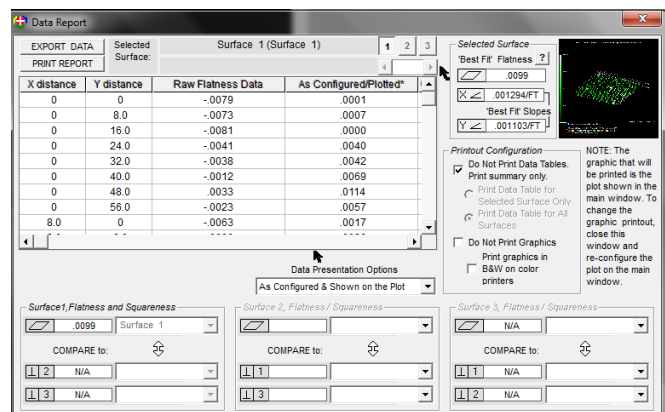 Data Report
EXPORT DATA
PRINT REPORT
Selected Surface:
Surface 1 (Surface 1)
1 2 3
X distance Y distance Raw Flatness Data As Configured/Plotted*
0 0 -.0079 .0001
0 8.0 -.0073 .0007
0 16.0 -.0081 .0000
0 24.0 -.0041 .0040
0 32.0 -.0038 .0042
0 40.0 -.0012 .0069
0 48.0 .0033 .0114
0 56.0 -.0023 .0057
8.0 0 -.0063 .0017
Data Presentation Options
As Configured & Shown on the Plot
Selected Surface
'Best Fit' Flatness ?
.0099
X .001294/FT
'Best Fit' Slopes
Y .001103/FT
Printout Configuration
Do Not Print Data Tables.
Print summary only.
Print Data Table for
Selected Surface Only
Print Data Table for All
Surfaces
Do Not Print Graphics
Print graphics in
B&W on color
printers
NOTE: The
graphic that will
be printed is the
plot shown in the
main window. To
change the
graphic printout,
close this
window and
re-configure the
plot on the main
window.
Surface1,Flatness and Squareness
.0099 Surface 1
COMPARE to:
2 N/A
3 N/A
Surface 2, Flatness / Squareness
COMPARE to:
1
3
Surface 3, Flatness / Squareness
N/A
COMPARE to:
1 N/A
2 N/A